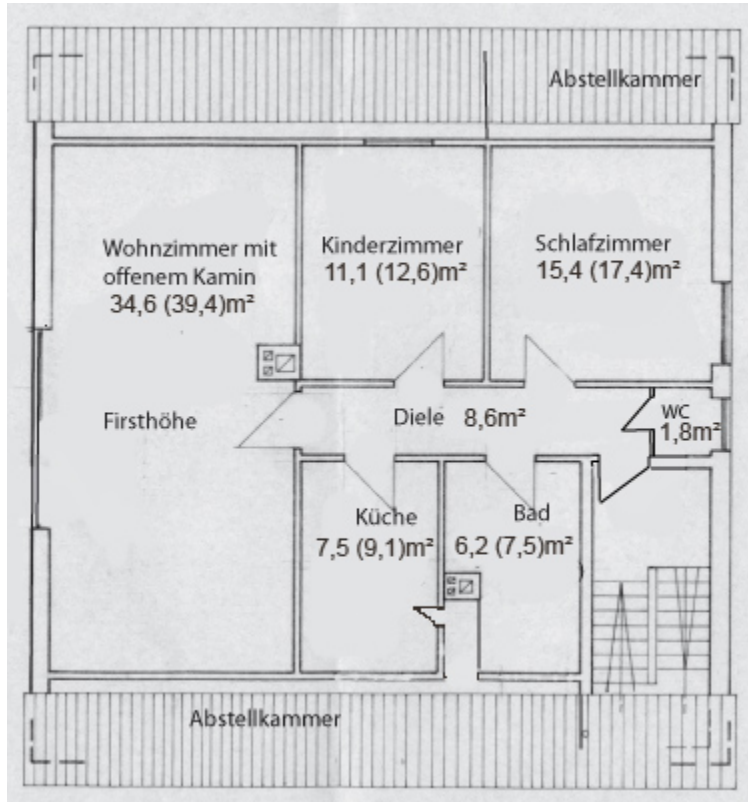 Abstellkammer
Wohnzimmer mit
offenem Kamin
34,6 (39,4)m²
Kinderzimmer
11,1 (12,6)m²
Schlafzimmer
15,4 (17,4)m²
Firsthöhe
Diele 8,6m²
WC
1,8m²
Küche
7,5 (9,1)m²
Bad
6,2 (7,5)m²
Abstellkammer